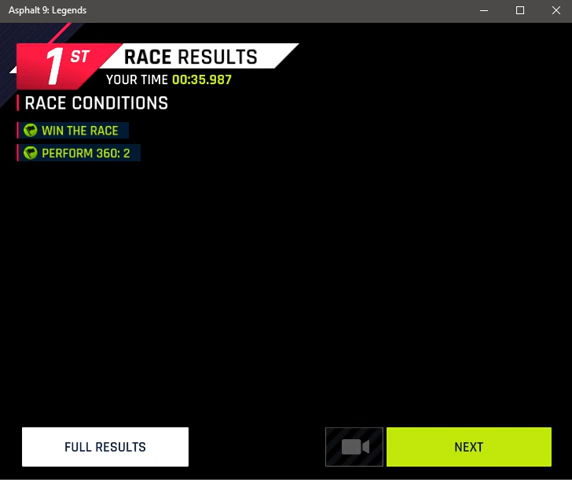 Asphalt 9: Legends
1ST RACE RESULTS
YOUR TIME 00:35.987
RACE CONDITIONS
WIN THE RACE
PERFORM 360: 2
FULL RESULTS
NEXT